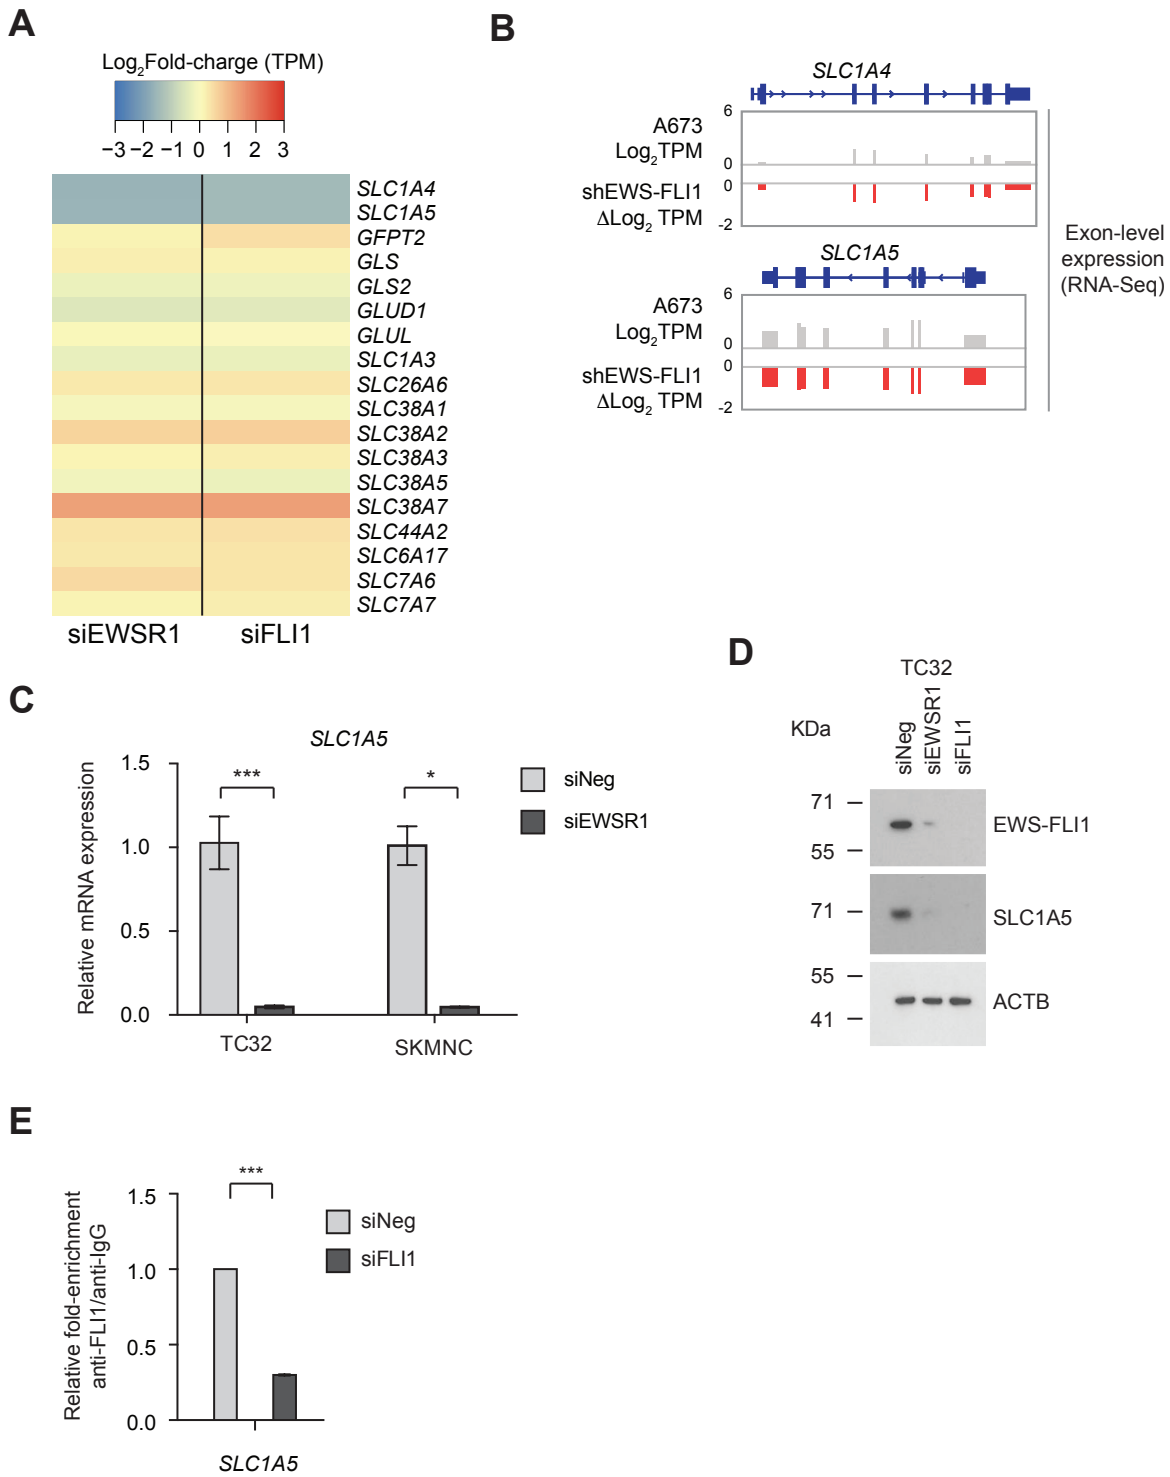 A
Log2Fold-charge (TPM)
−3 −2 −1 0 1 2 3
SLC1A4
SLC1A5
GFPT2
GLS
GLS2
GLUD1
GLUL
SLC1A3
SLC26A6
SLC38A1
SLC38A2
SLC38A3
SLC38A5
SLC38A7
SLC44A2
SLC6A17
SLC7A6
SLC7A7
siEWSR1 siFLI1
B
SLC1A4
A673
Log2TPM
6
0
shEWS-FLI1
ΔLog2 TPM
0
-2
SLC1A5
A673
Log2TPM
6
0
shEWS-FLI1
ΔLog2 TPM
0
-2
Exon-level
expression
(RNA-Seq)
C
SLC1A5
Relative mRNA expression
1.5
1.0
0.5
0.0
*** *
siNeg
siEWSR1
TC32 SKMNC
D
TC32
KDa
siNeg
siEWSR1
siFLI1
71
55
EWS-FLI1
71
SLC1A5
55
41
ACTB
E
Relative fold-enrichment
anti-FLI1/anti-IgG
1.5
1.0
0.5
0.0
***
siNeg
siFLI1
SLC1A5